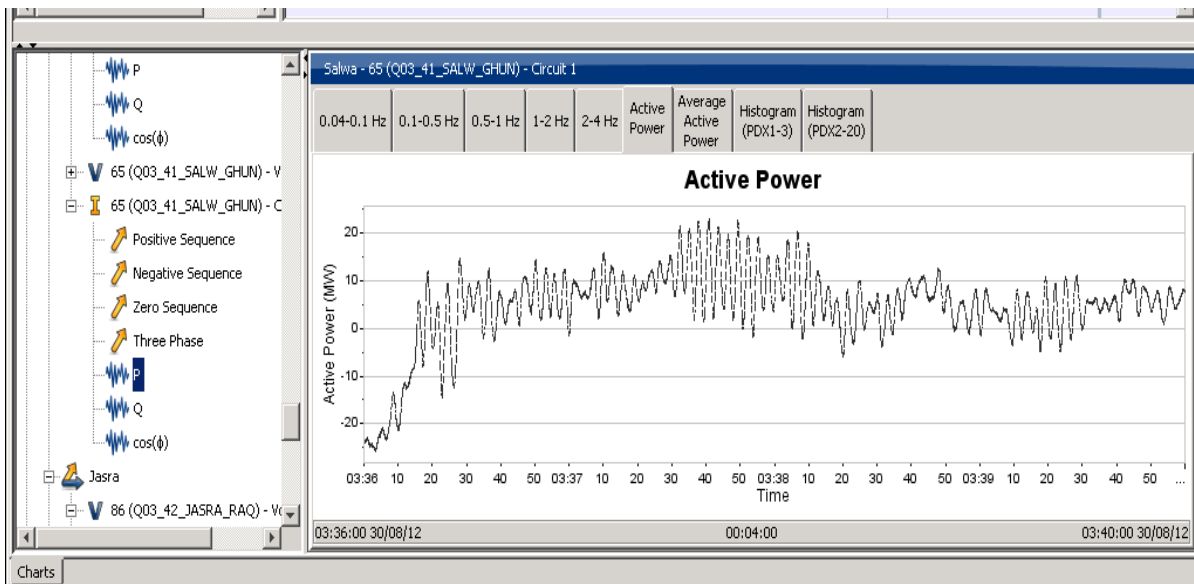 P
Q
cos(ϕ)
65 (Q03_41_SALW_GHUN) - V
65 (Q03_41_SALW_GHUN) - C
Positive Sequence
Negative Sequence
Zero Sequence
Three Phase
P
Q
cos(ϕ)
Jasra
86 (Q03_42_JASRA_RAQ) - Vo
Salwa - 65 (Q03_41_SALW_GHUN) - Circuit 1
0.04-0.1 Hz 0.1-0.5 Hz 0.5-1 Hz 1-2 Hz 2-4 Hz Active Power Average Active Power Histogram (PDX1-3) Histogram (PDX2-20)
Active Power
Active Power (MW)
20
10
0
-10
-20
03:36 10 20 30 40 50 03:37 10 20 30 40 50 03:38 10 20 30 40 50 03:39 10 20 30 40 50 ...
Time
03:36:00 30/08/12 00:04:00 03:40:00 30/08/12
Charts